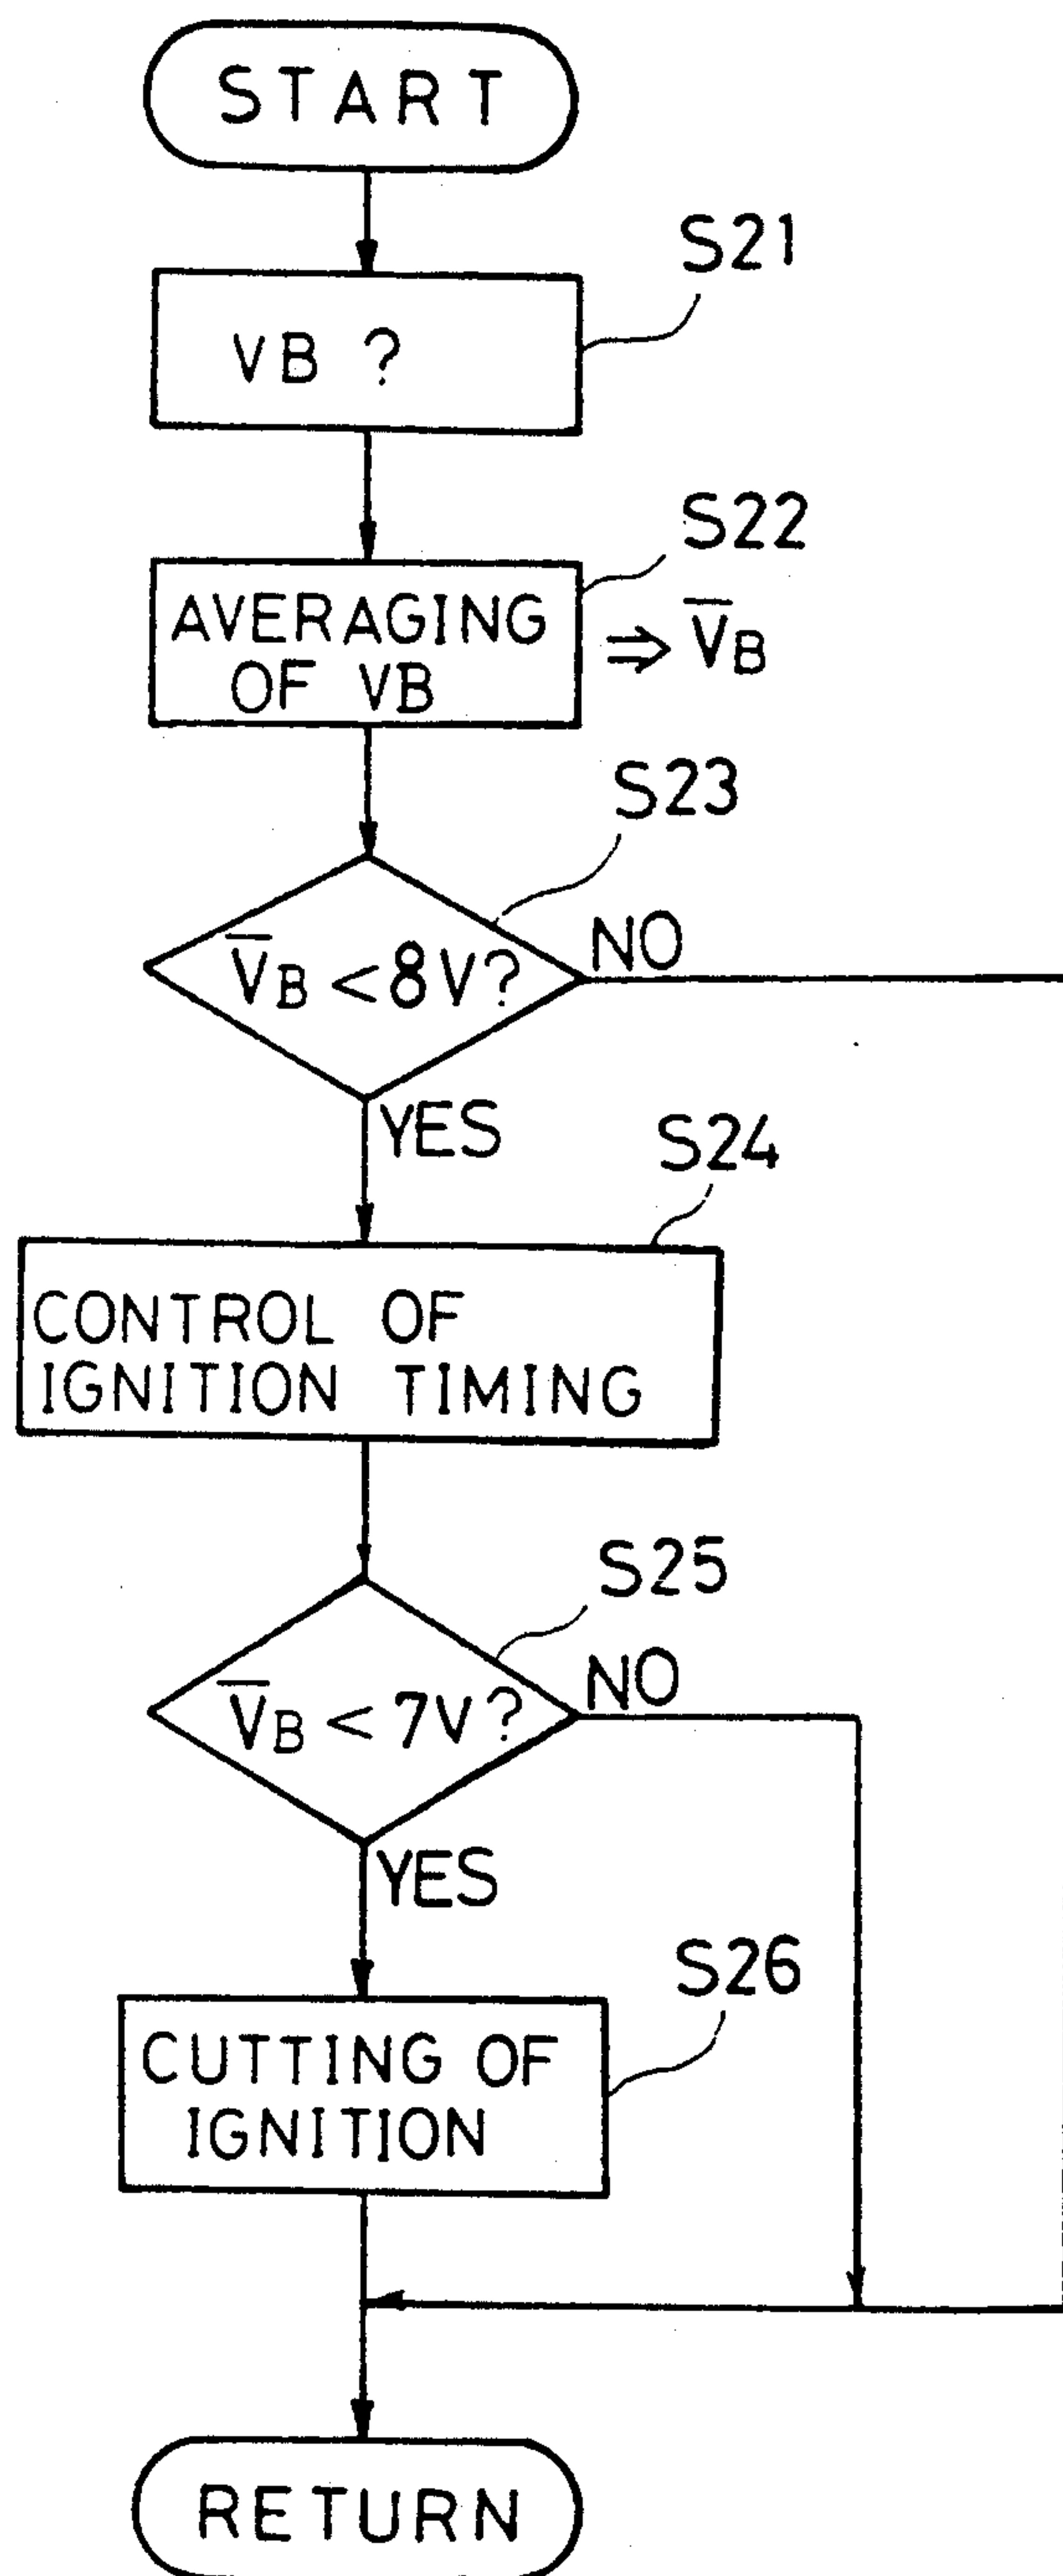 START
S21
VB ?
S22
AVERAGING
OF VB
⇒ V̅B
S23
V̅B < 8V?
NO
YES
S24
CONTROL OF
IGNITION TIMING
S25
V̅B < 7V?
NO
YES
S26
CUTTING OF
IGNITION
RETURN